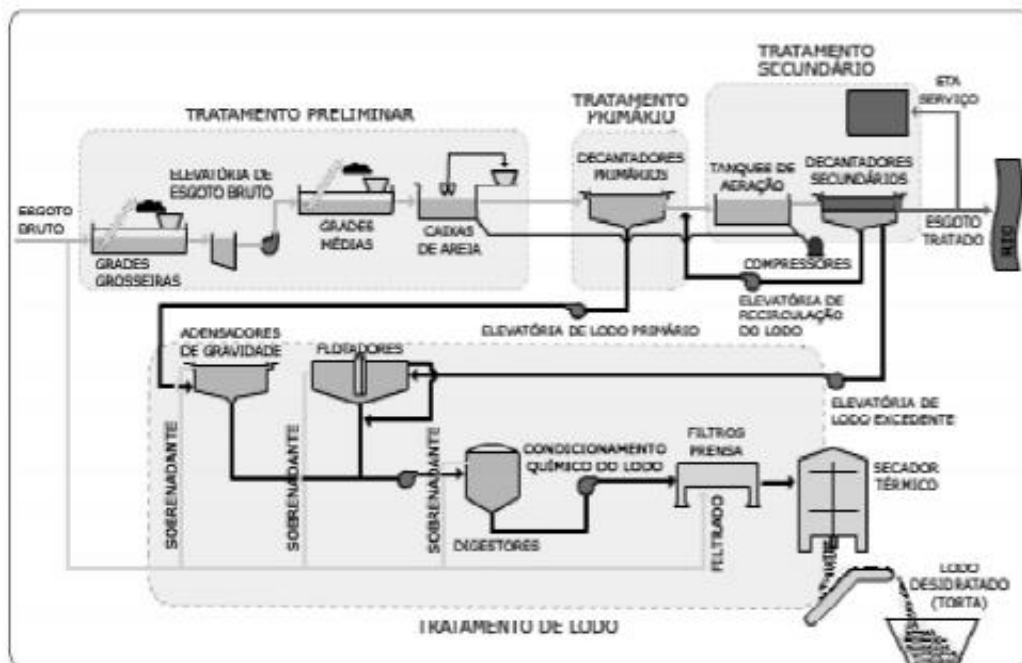 TRATAMENTO
SECUNDÁRIO
ETA
SERVIÇO
TRATAMENTO PRELIMINAR
TRATAMENTO
PRIMÁRIO
ELEVATÓRIA DE
ESGOTO BRUTO
DECANTADORES
PRIMÁRIOS
TANQUES DE
AERAÇÃO
DECANTADORES
SECUNDÁRIOS
ESGOTO
BRUTO
GRADES
GROSSEIRAS
GRADES
MÉDIAS
CAIXAS
DE AREIA
ESGOTO
TRATADO
RIO
COMPRESSORES
ELEVATÓRIA DE LODO PRIMÁRIO
ELEVATÓRIA DE
RECIRCULAÇÃO
DO LODO
ADENSADORES
DE GRAVIDADE
FLOTADORES
ELEVATÓRIA DE
LODO EXCEDENTE
SOBRENADANTE
SOBRENADANTE
SOBRENADANTE
CONDICIONAMENTO
QUÍMICO DO LODO
DIGESTORES
FILTROS
PRENSA
FILTRADO
SECADOR
TÉRMICO
LODO
DESIDRATADO
(TORTA)
TRATAMENTO DE LODO